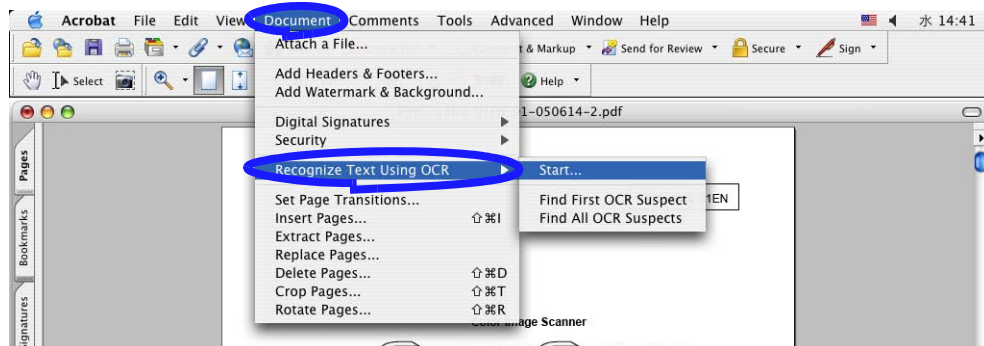 Acrobat File Edit View Document Comments Tools Advanced Window Help 水 14:41
& Markup Send for Review Secure Sign
Select Help
1-050614-2.pdf
Attach a File...
Add Headers & Footers...
Add Watermark & Background...
Digital Signatures
Security
Recognize Text Using OCR
Start...
Find First OCR Suspect
Find All OCR Suspects
Set Page Transitions...
Insert Pages... ⇧⌘I
Extract Pages...
Replace Pages...
Delete Pages... ⇧⌘D
Crop Pages... ⇧⌘T
Rotate Pages... ⇧⌘R
Pages
Bookmarks
Signatures
1EN
Color Image Scanner